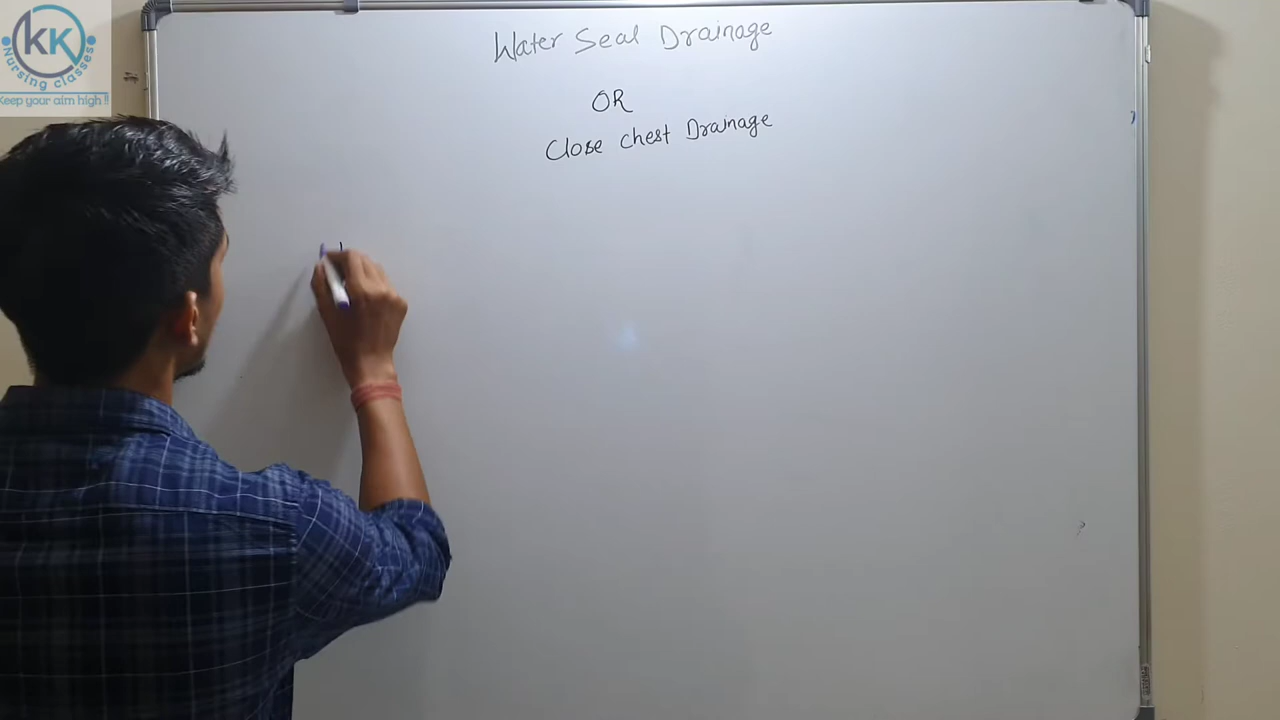 KK
Nursing classes
Keep your aim high !!
Water Seal Drainage
OR
Close Chest Drainage